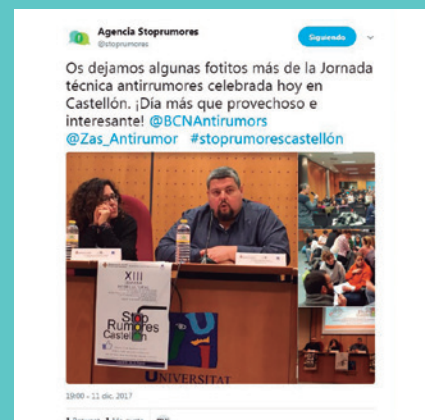 Agencia Stoprumores
@stoprumores
Siguiendo
Os dejamos algunas fotitos más de la Jornada
técnica antirrumores celebrada hoy en
Castellón. ¡Día más que provechoso e
interesante! @BCNAntirumors
@Zas_Antirumor #stoprumorescastellón
XIII
Stop
Rumores
Castellón
UNIVERSITAT
19:00 - 11 dic. 2017